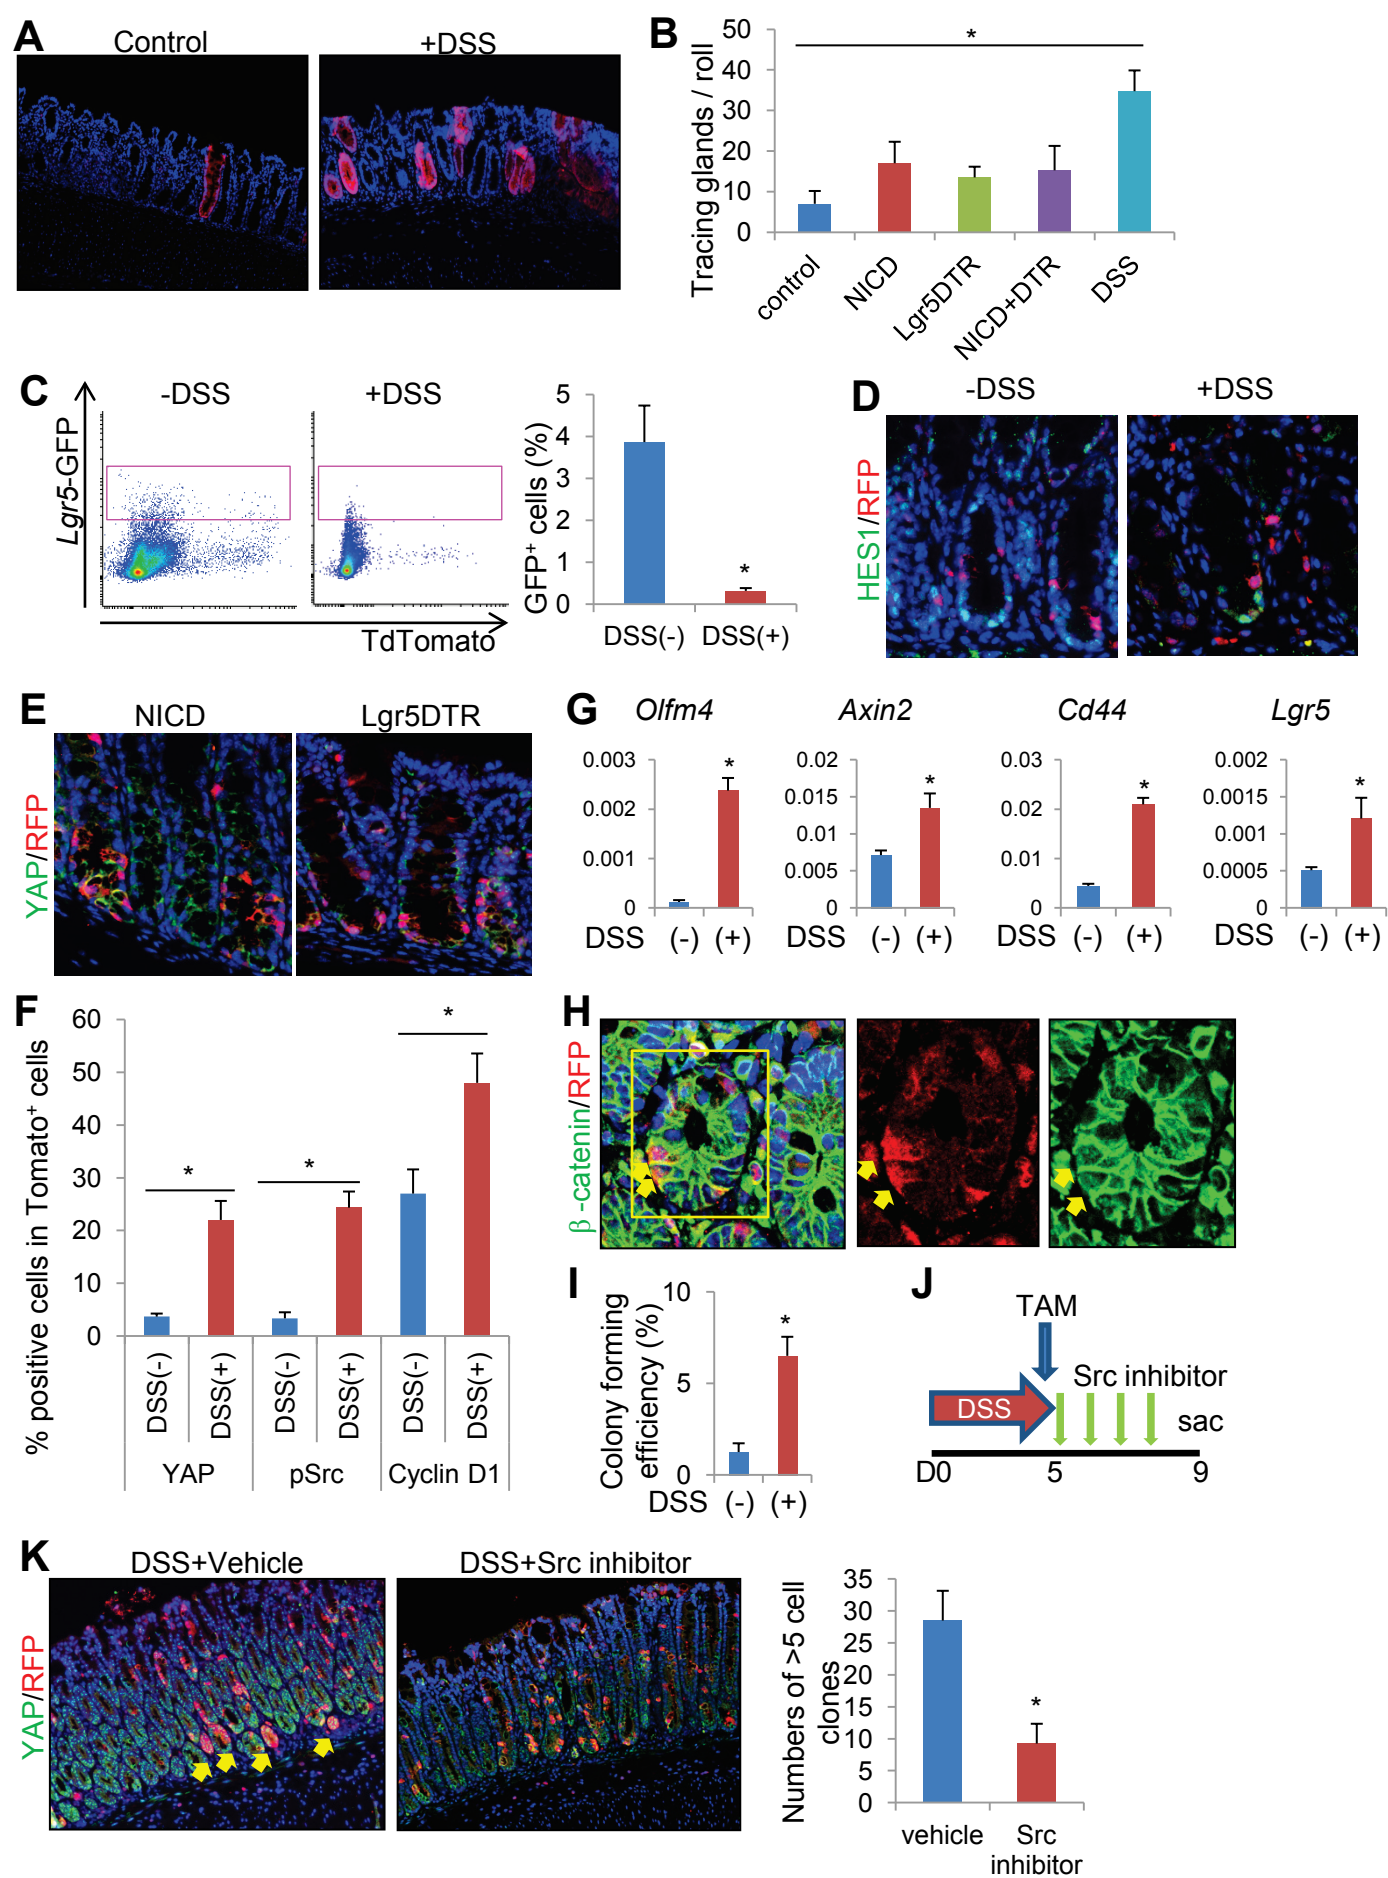 A
Control
+DSS
B
Tracing glands / roll
50
40
30
20
10
0
*
control
NICD
Lgr5DTR
NICD+DTR
DSS
C
-DSS
+DSS
Lgr5-GFP
TdTomato
GFP+ cells (%)
5
4
3
2
1
0
*
DSS(-)
DSS(+)
D
-DSS
+DSS
HES1/RFP
E
NICD
Lgr5DTR
YAP/RFP
G
Olfm4
Axin2
Cd44
Lgr5
0.003
0.002
0.001
0
*
DSS (-) (+)
0.02
0.015
0.01
0.005
0
*
DSS (-) (+)
0.03
0.02
0.01
0
*
DSS (-) (+)
0.002
0.0015
0.001
0.0005
0
*
DSS (-) (+)
F
% positive cells in Tomato+ cells
60
50
40
30
20
10
0
*
*
*
DSS(-)
DSS(+)
DSS(-)
DSS(+)
DSS(-)
DSS(+)
YAP
pSrc
Cyclin D1
H
β-catenin/RFP
I
Colony forming
efficiency (%)
10
5
0
*
DSS (-) (+)
J
TAM
Src inhibitor
DSS
sac
D0
5
9
K
DSS+Vehicle
DSS+Src inhibitor
YAP/RFP
Numbers of >5 cell
clones
35
30
25
20
15
10
5
0
*
vehicle
Src
inhibitor